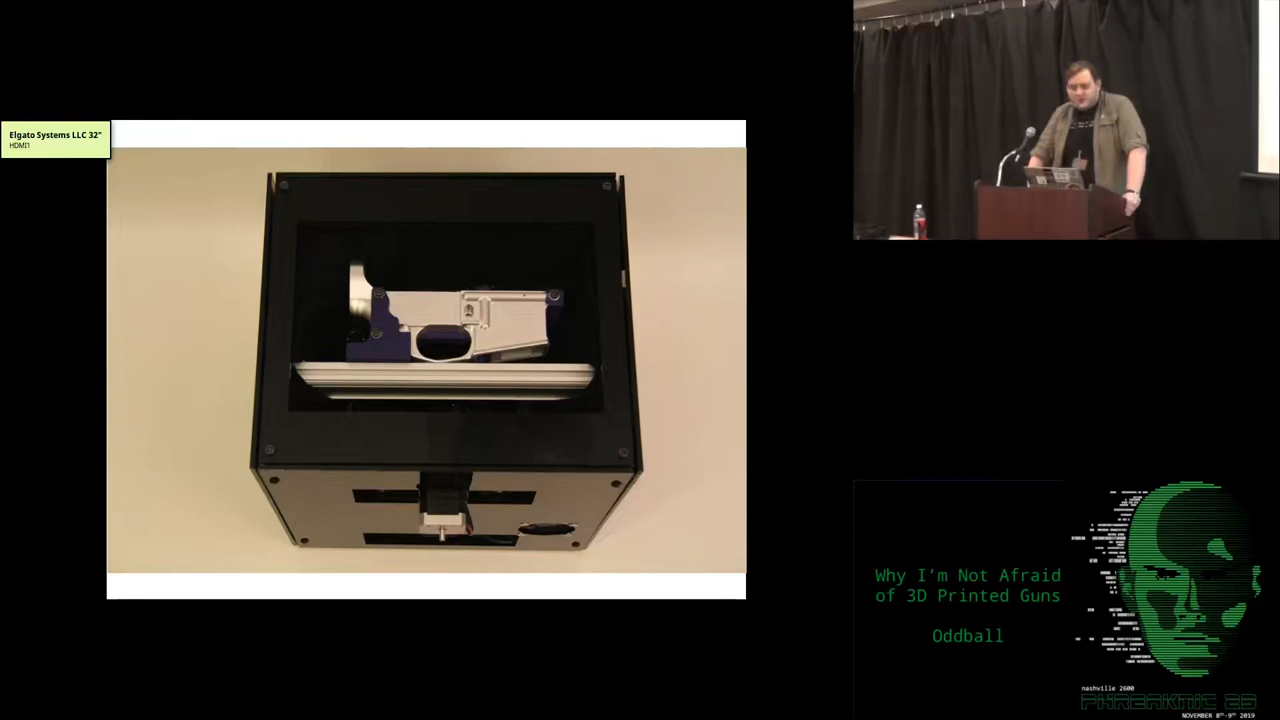 Elgato Systems LLC 32"
HDMI1
Why I'm Not Afraid
of 3D Printed Guns
Oddball
nashville 2600
PHREAKNIC 23
NOVEMBER 8th-9th 2019